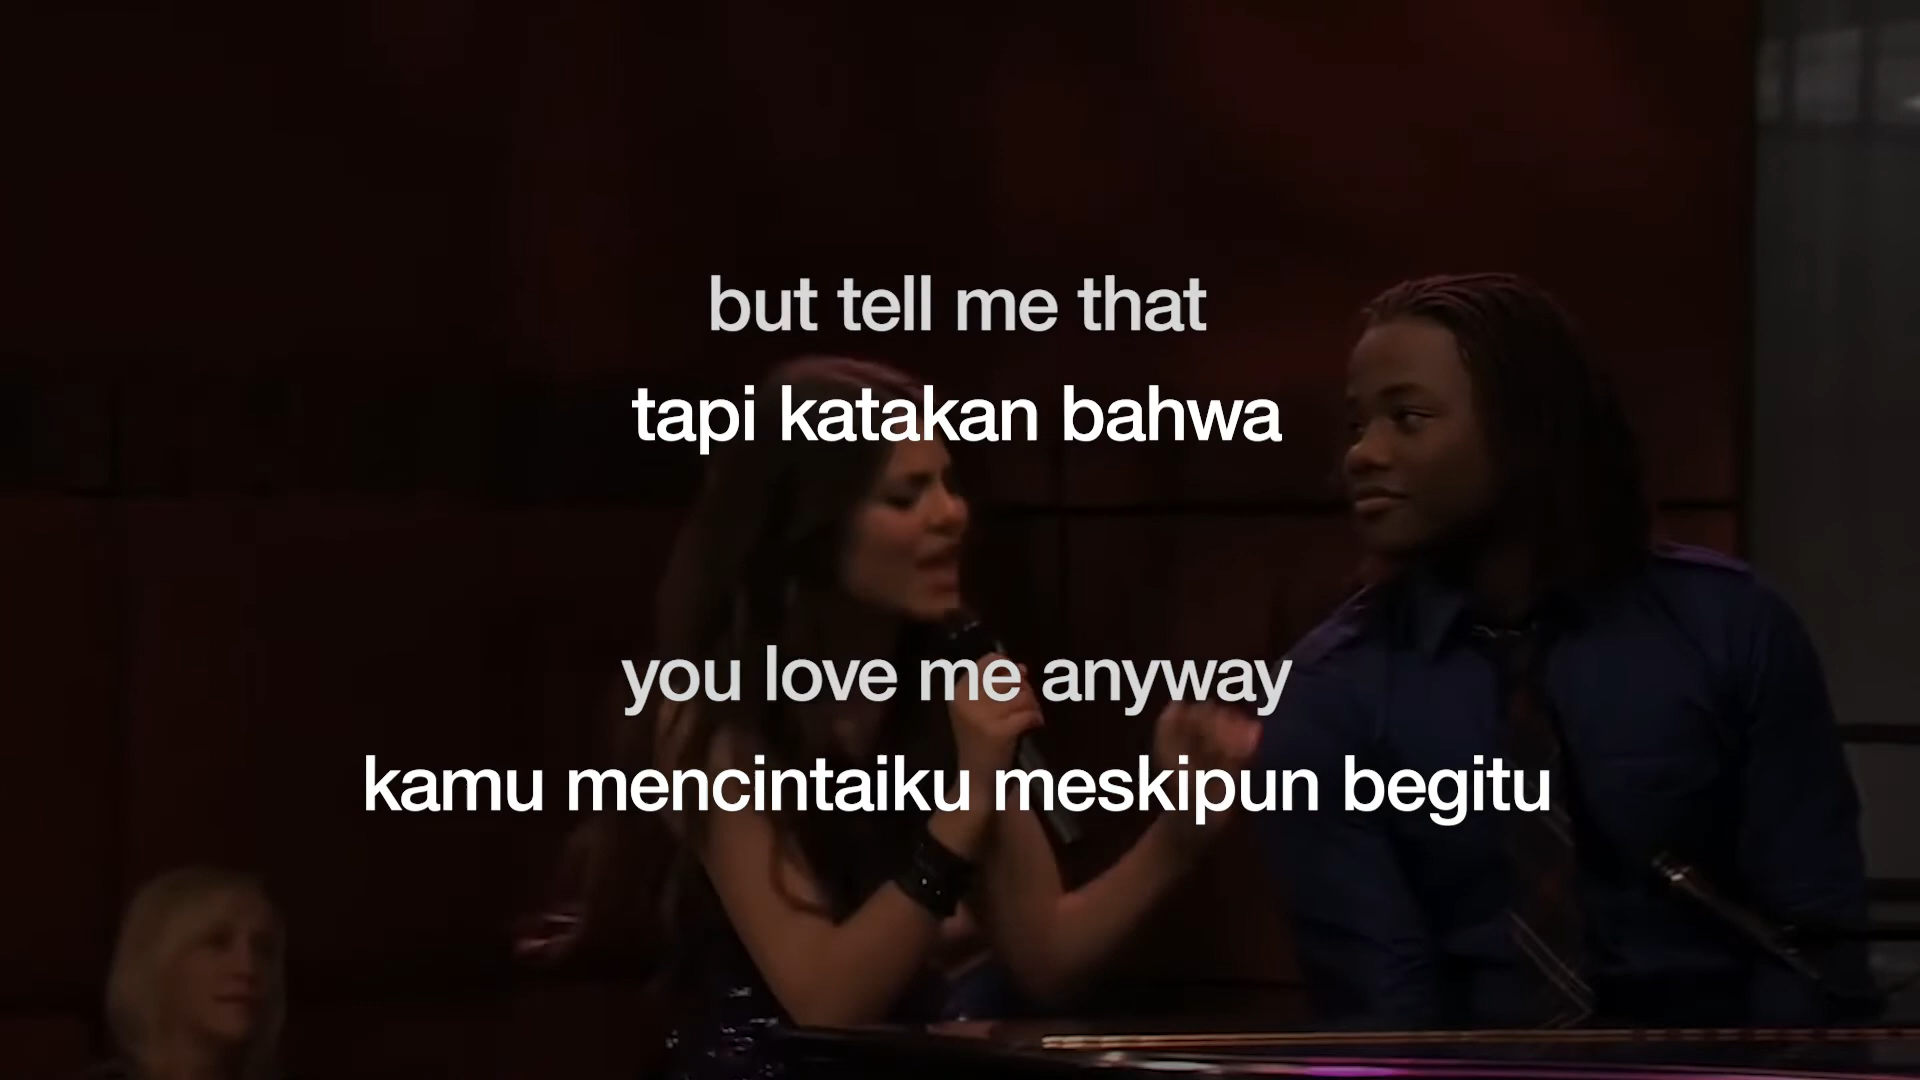 but tell me that
tapi katakan bahwa
you love me anyway
kamu mencintaiku meskipun begitu